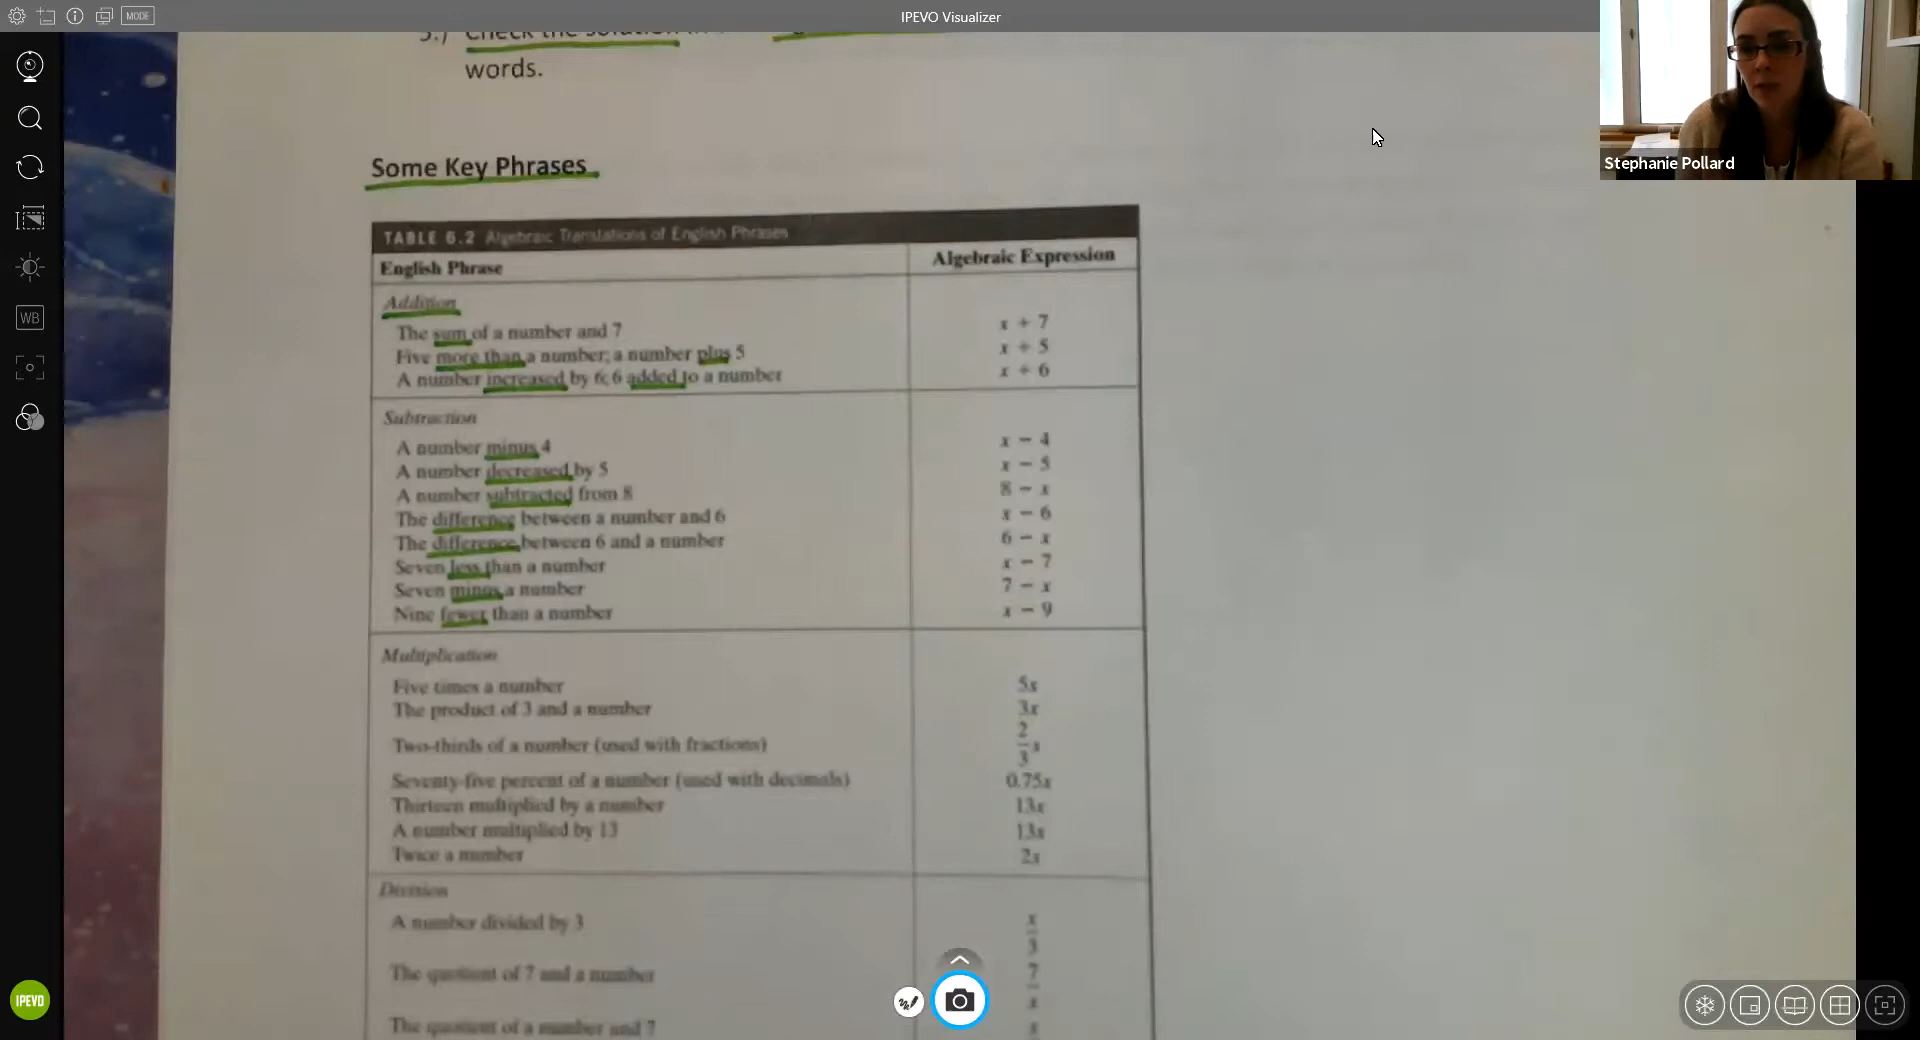 MODE
IPEVO Visualizer
5.) Check the solution
words.
Stephanie Pollard
Some Key Phrases
TABLE 6.2 Algebraic Translations of English Phrases
English Phrase Algebraic Expression
Addition
The sum of a number and 7 x + 7
Five more than a number; a number plus 5 x + 5
A number increased by 6; 6 added to a number x + 6
Subtraction
A number minus 4 x − 4
A number decreased by 5 x − 5
A number subtracted from 8 8 − x
The difference between a number and 6 x − 6
The difference between 6 and a number 6 − x
Seven less than a number x − 7
Seven minus a number 7 − x
Nine fewer than a number x − 9
Multiplication
Five times a number 5x
The product of 3 and a number 3x
Two-thirds of a number (used with fractions) 2/3 x
Seventy-five percent of a number (used with decimals) 0.75x
Thirteen multiplied by a number 13x
A number multiplied by 13 13x
Twice a number 2x
Division
A number divided by 3 x/3
The quotient of 7 and a number 7/x
The quotient of a number and 7 x
WB
IPEVO